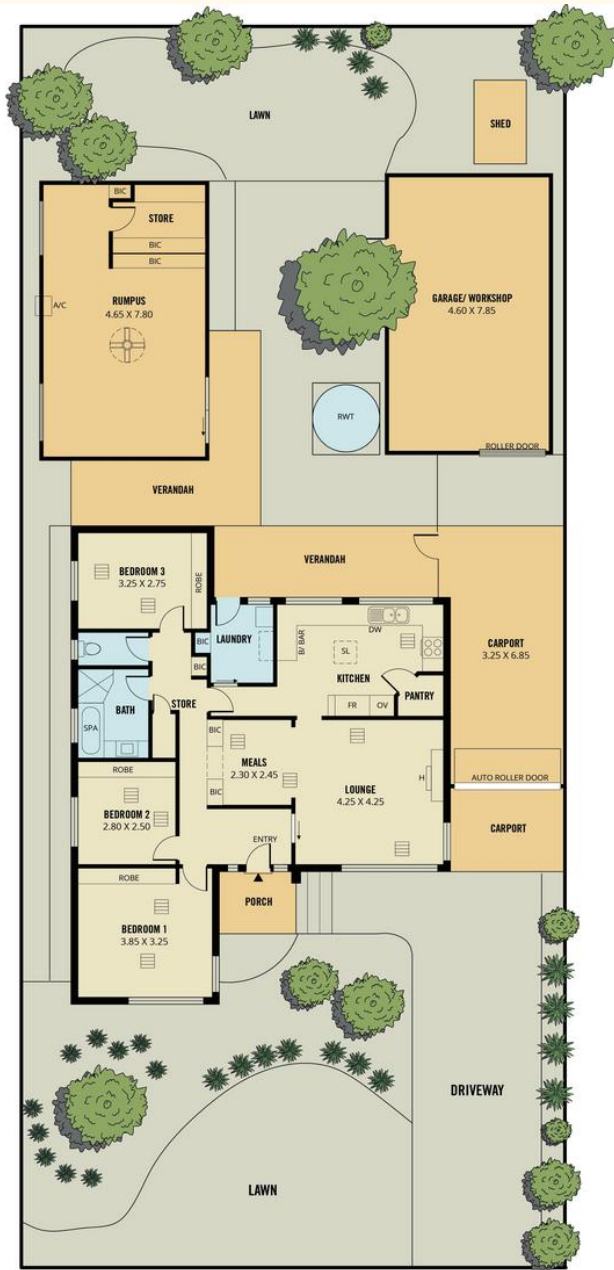 LAWN
SHED
BIC
STORE
BIC
BIC
A/C
RUMPUS
4.65 X 7.80
GARAGE/ WORKSHOP
4.60 X 7.85
RWT
ROLLER DOOR
VERANDAH
VERANDAH
BEDROOM 3
3.25 X 2.75
ROBE
BIC
LAUNDRY
BIC
B/ BAR
DW
SL
KITCHEN
PANTRY
CARPORT
3.25 X 6.85
BATH
SPA
STORE
FR
OV
BIC
MEALS
2.30 X 2.45
BIC
LOUNGE
4.25 X 4.25
H
AUTO ROLLER DOOR
ROBE
BEDROOM 2
2.80 X 2.50
CARPORT
ENTRY
ROBE
BEDROOM 1
3.85 X 3.25
PORCH
DRIVEWAY
LAWN